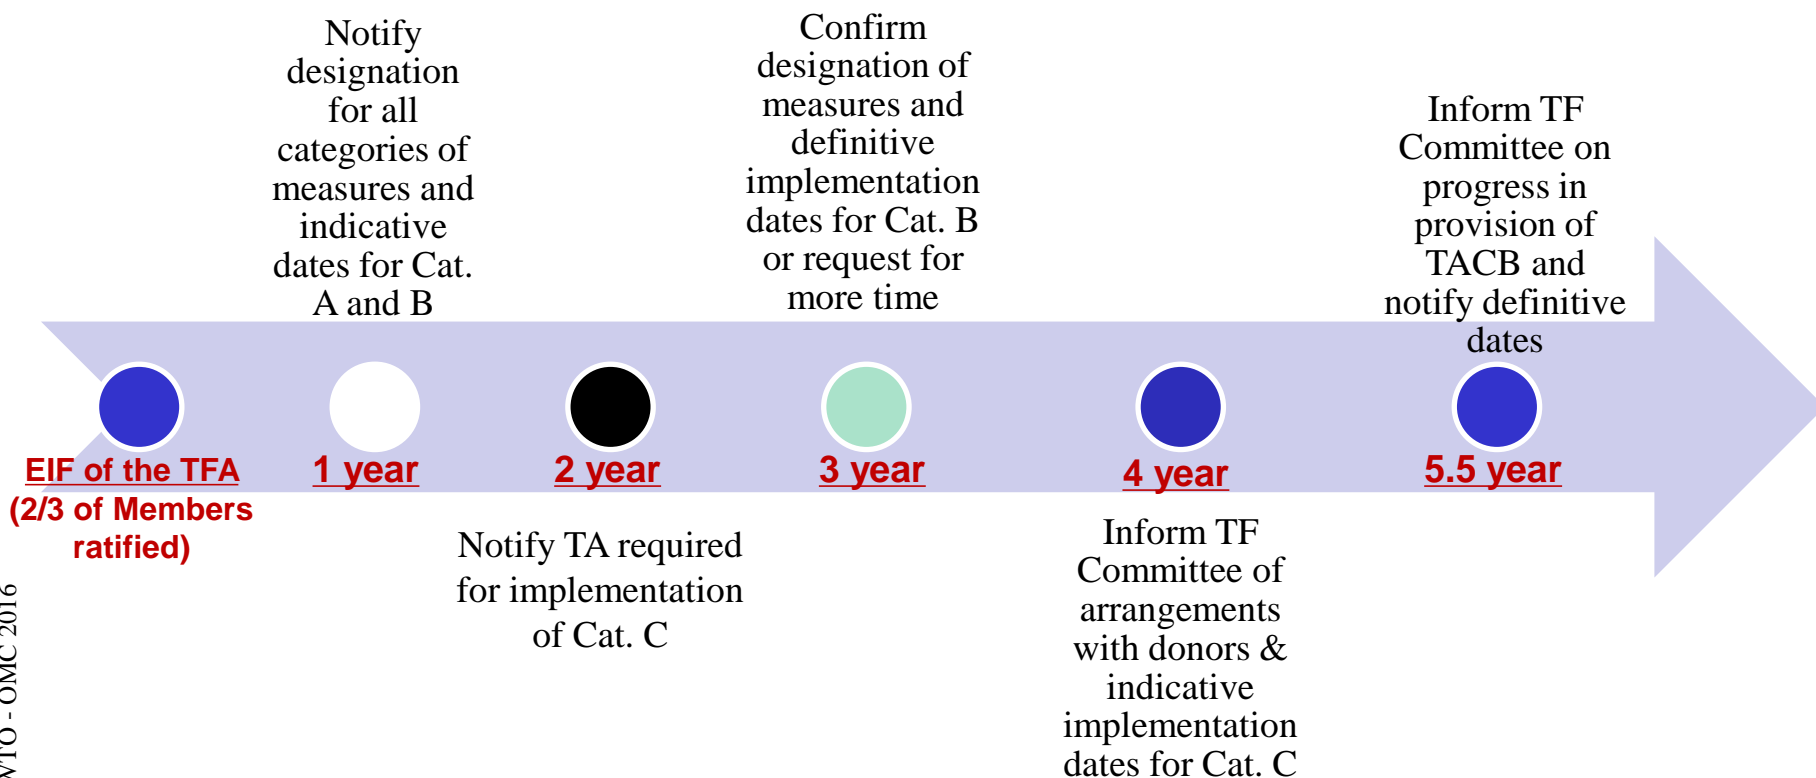 Notify
designation
for all
categories of
measures and
indicative
dates for Cat.
A and B
Confirm
designation of
measures and
definitive
implementation
dates for Cat. B
or request for
more time
Inform TF
Committee on
progress in
provision of
TACB and
notify definitive
dates
EIF of the TFA
(2/3 of Members
ratified)
1 year
2 year
3 year
4 year
5.5 year
Notify TA required
for implementation
of Cat. C
Inform TF
Committee of
arrangements
with donors &
indicative
implementation
dates for Cat. C
WTO - OMC 2016